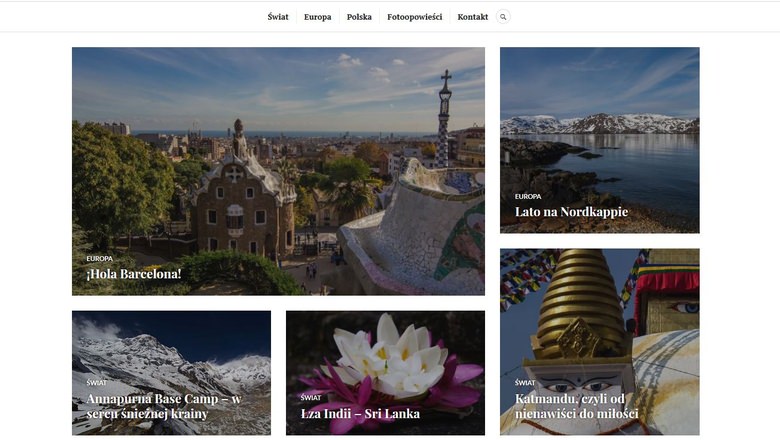 Świat Europa Polska Fotoopowieści Kontakt
EUROPA
¡Hola Barcelona!
EUROPA
Lato na Nordkappie
ŚWIAT
Annapurna Base Camp – w
sercu śnieżnej krainy
ŚWIAT
Łza Indii – Sri Lanka
ŚWIAT
Katmandu, czyli od
nienawiści do miłości